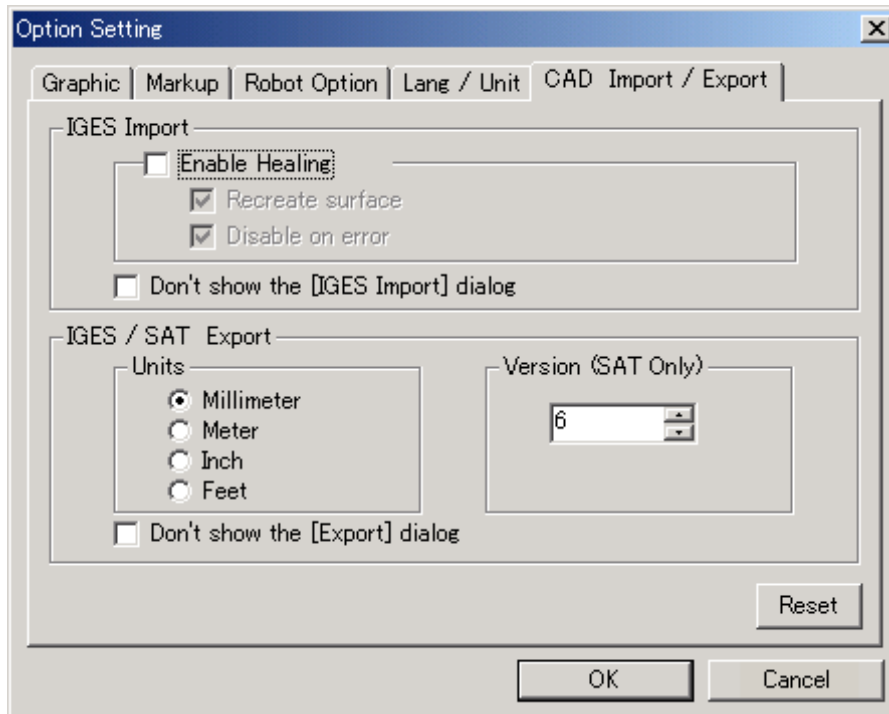 Option Setting
Graphic Markup Robot Option Lang / Unit CAD Import / Export
IGES Import
Enable Healing
Recreate surface
Disable on error
Don't show the [IGES Import] dialog
IGES / SAT Export
Units Version (SAT Only)
Millimeter 6
Meter
Inch
Feet
Don't show the [Export] dialog
Reset
OK Cancel